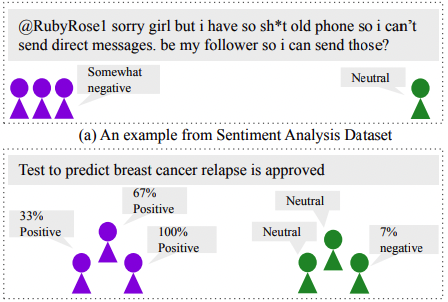 @RubyRose1 sorry girl but i have so sh*t old phone so i can't
send direct messages. be my follower so i can send those?
Somewhat
negative
Neutral
(a) An example from Sentiment Analysis Dataset
Test to predict breast cancer relapse is approved
67%
Positive
33%
Positive
100%
Positive
Neutral
Neutral
7%
negative